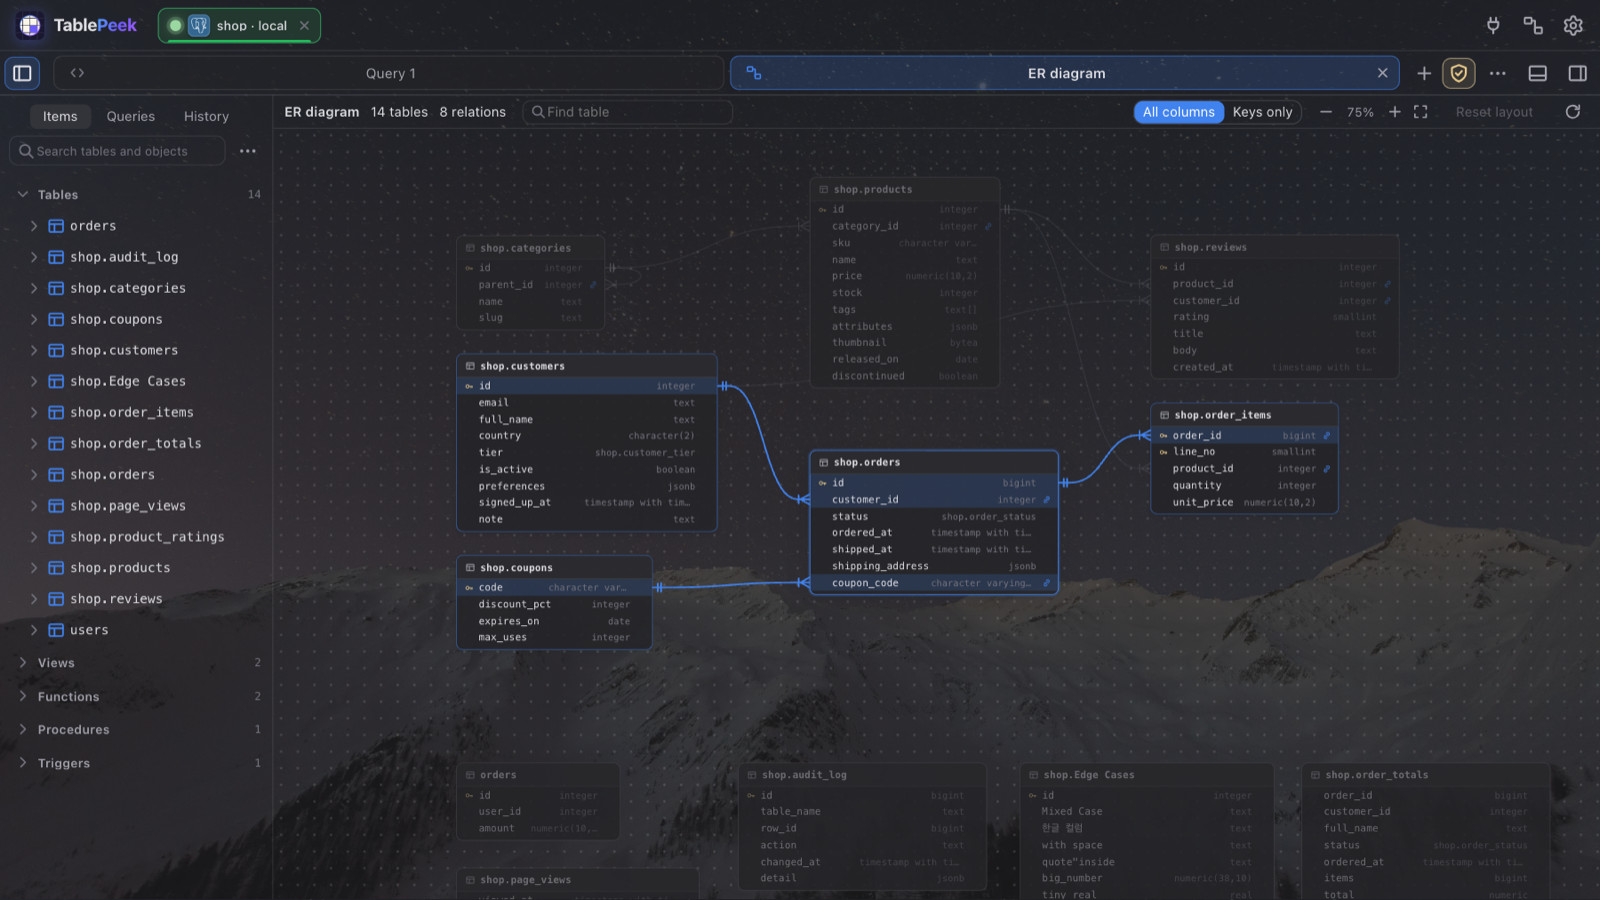 TablePeek
shop · local
Query 1
ER diagram
Items
Queries
History
Search tables and objects
Tables 14
orders
shop.audit_log
shop.categories
shop.coupons
shop.customers
shop.Edge Cases
shop.order_items
shop.order_totals
shop.orders
shop.page_views
shop.product_ratings
shop.products
shop.reviews
users
Views 2
Functions 2
Procedures 1
Triggers 1
ER diagram 14 tables 8 relations
Find table
All columns
Keys only
75%
Reset layout
shop.categories
id integer
parent_id integer
name text
slug text
shop.products
id integer
category_id integer
sku character var…
name text
price numeric(10,2)
stock integer
tags text[]
attributes jsonb
thumbnail bytea
released_on date
discontinued boolean
shop.reviews
id integer
product_id integer
customer_id integer
rating smallint
title text
body text
created_at timestamp with ti…
shop.customers
id integer
email text
full_name text
country character(2)
tier shop.customer_tier
is_active boolean
preferences jsonb
signed_up_at timestamp with tim…
note text
shop.orders
id bigint
customer_id integer
status shop.order_status
ordered_at timestamp with ti…
shipped_at timestamp with ti…
shipping_address jsonb
coupon_code character varying…
shop.order_items
order_id bigint
line_no smallint
product_id integer
quantity integer
unit_price numeric(10,2)
shop.coupons
code character var…
discount_pct integer
expires_on date
max_uses integer
orders
id integer
user_id integer
amount numeric(10,…
shop.page_views
shop.audit_log
id bigint
table_name text
row_id bigint
action text
changed_at timestamp with ti…
detail jsonb
shop.Edge Cases
id integer
Mixed Case text
한글 컬럼 text
with space text
quote"inside text
big_number numeric(30,10)
tiny_real real
shop.order_totals
order_id bigint
customer_id integer
full_name text
status shop.order_status
ordered_at timestamp with ti…
items bigint
total numeric